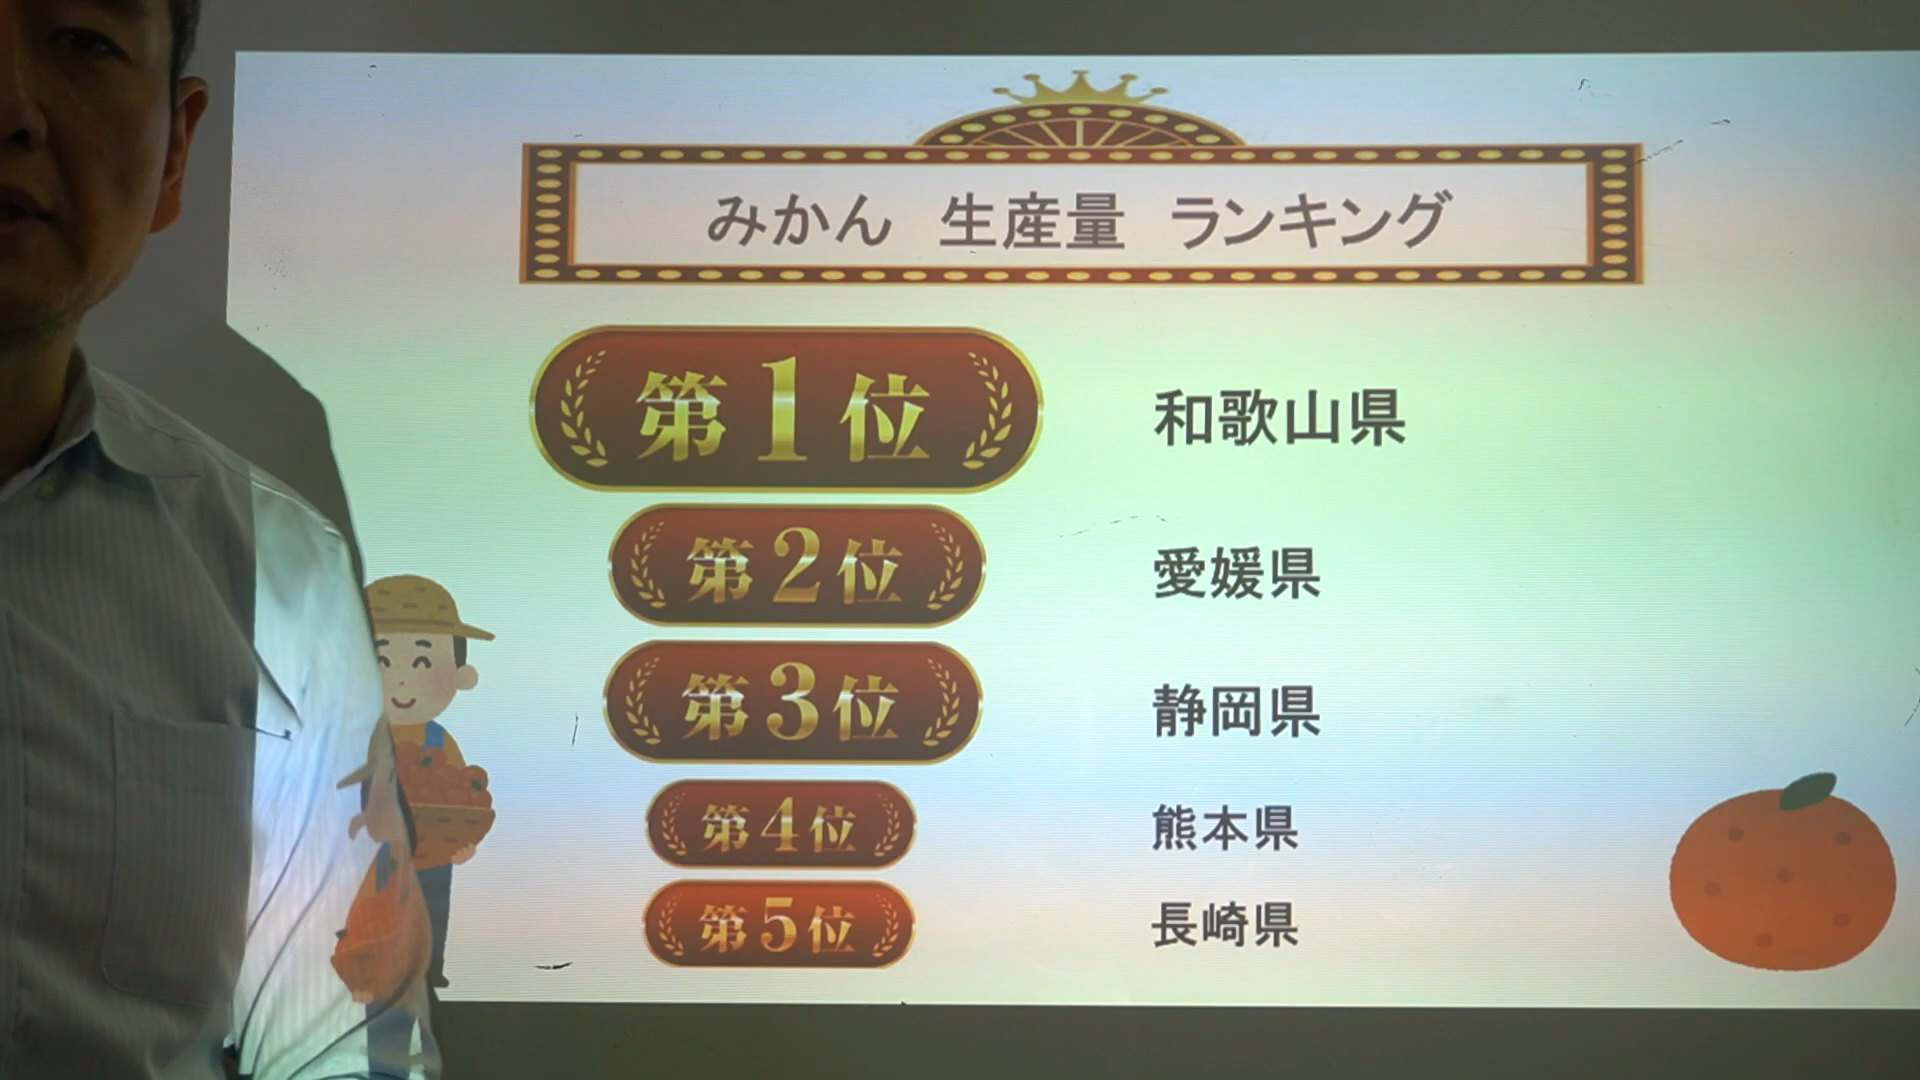 みかん 生産量 ランキング
第1位 和歌山県
第2位 愛媛県
第3位 静岡県
第4位 熊本県
第5位 長崎県